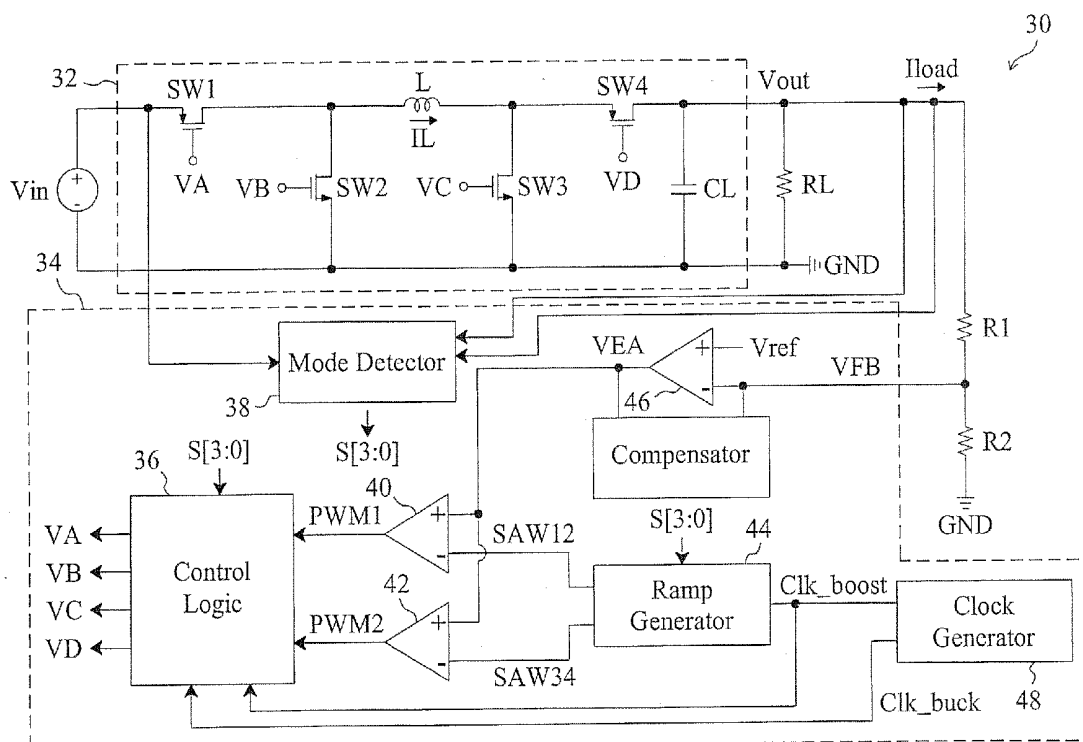 30
32
SW1
L
SW4
Vout
Iload
IL
Vin
VA
VB
SW2
VC
SW3
VD
CL
RL
GND
34
Mode Detector
38
VEA
Vref
VFB
46
R1
R2
GND
Compensator
S[3:0]
36
S[3:0]
40
PWM1
SAW12
S[3:0]
44
VA
VB
VC
VD
Control
Logic
42
PWM2
SAW34
Ramp
Generator
Clk_boost
Clock
Generator
Clk_buck
48
+
-
+
-
+
-
+
-